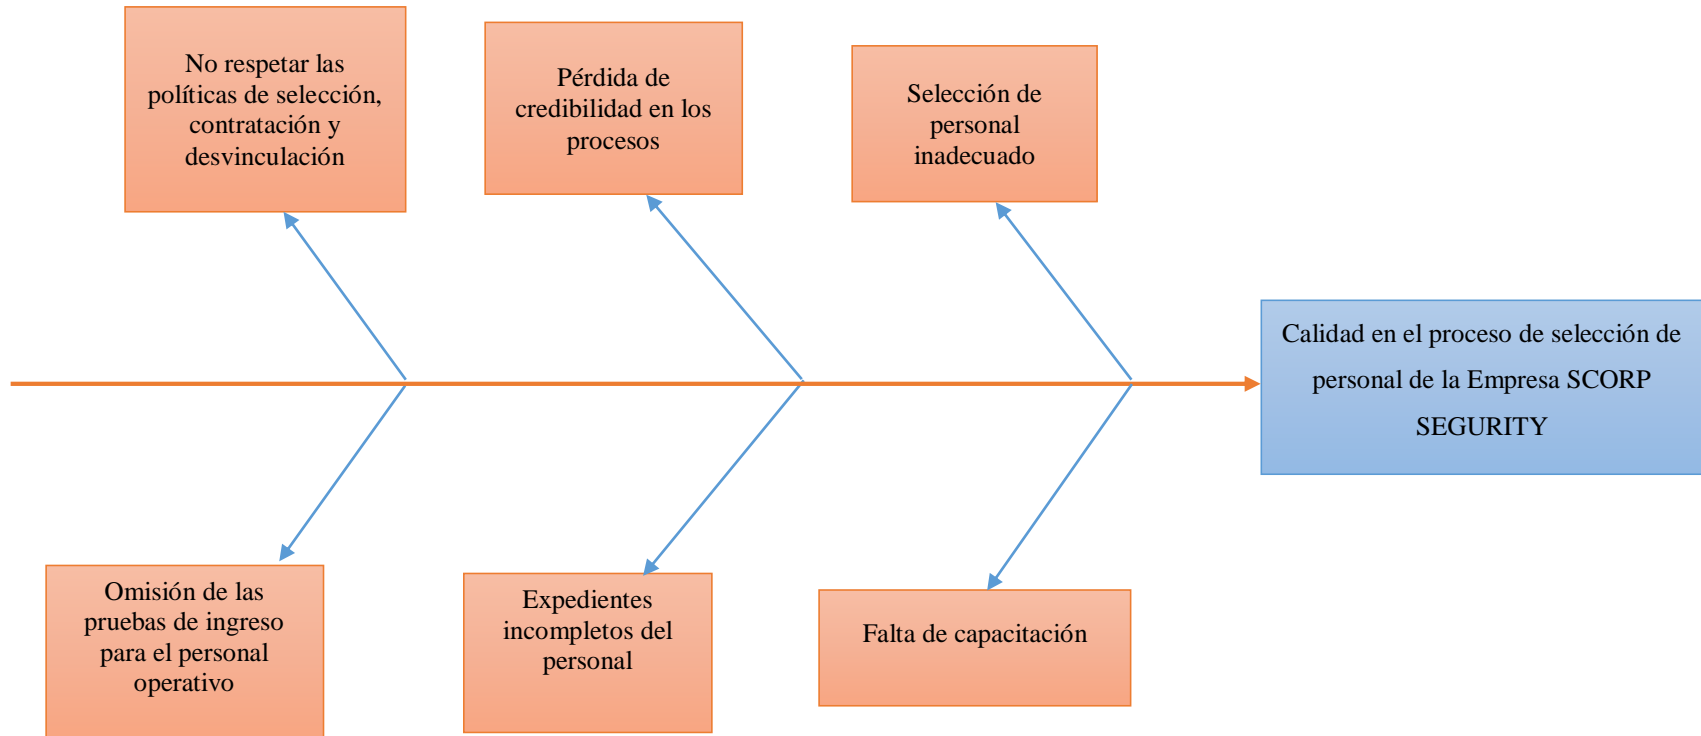 No respetar las
políticas de selección,
contratación y
desvinculación
Pérdida de
credibilidad en los
procesos
Selección de
personal
inadecuado
Calidad en el proceso de selección de
personal de la Empresa SCORP
SEGURITY
Omisión de las
pruebas de ingreso
para el personal
operativo
Expedientes
incompletos del
personal
Falta de capacitación